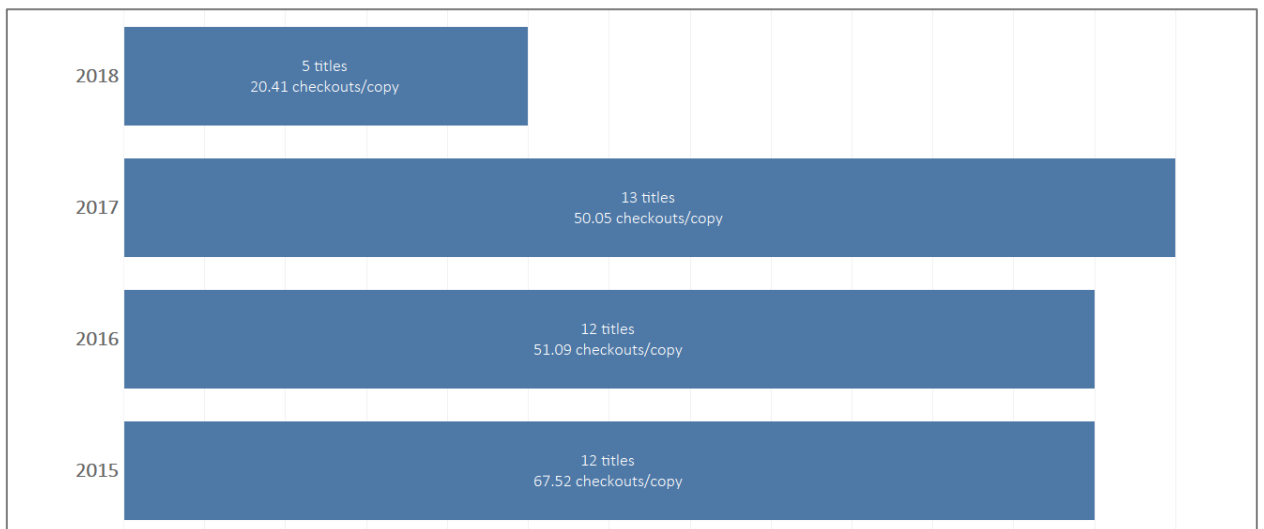 2018
5 titles
20.41 checkouts/copy
2017
13 titles
50.05 checkouts/copy
2016
12 titles
51.09 checkouts/copy
2015
12 titles
67.52 checkouts/copy